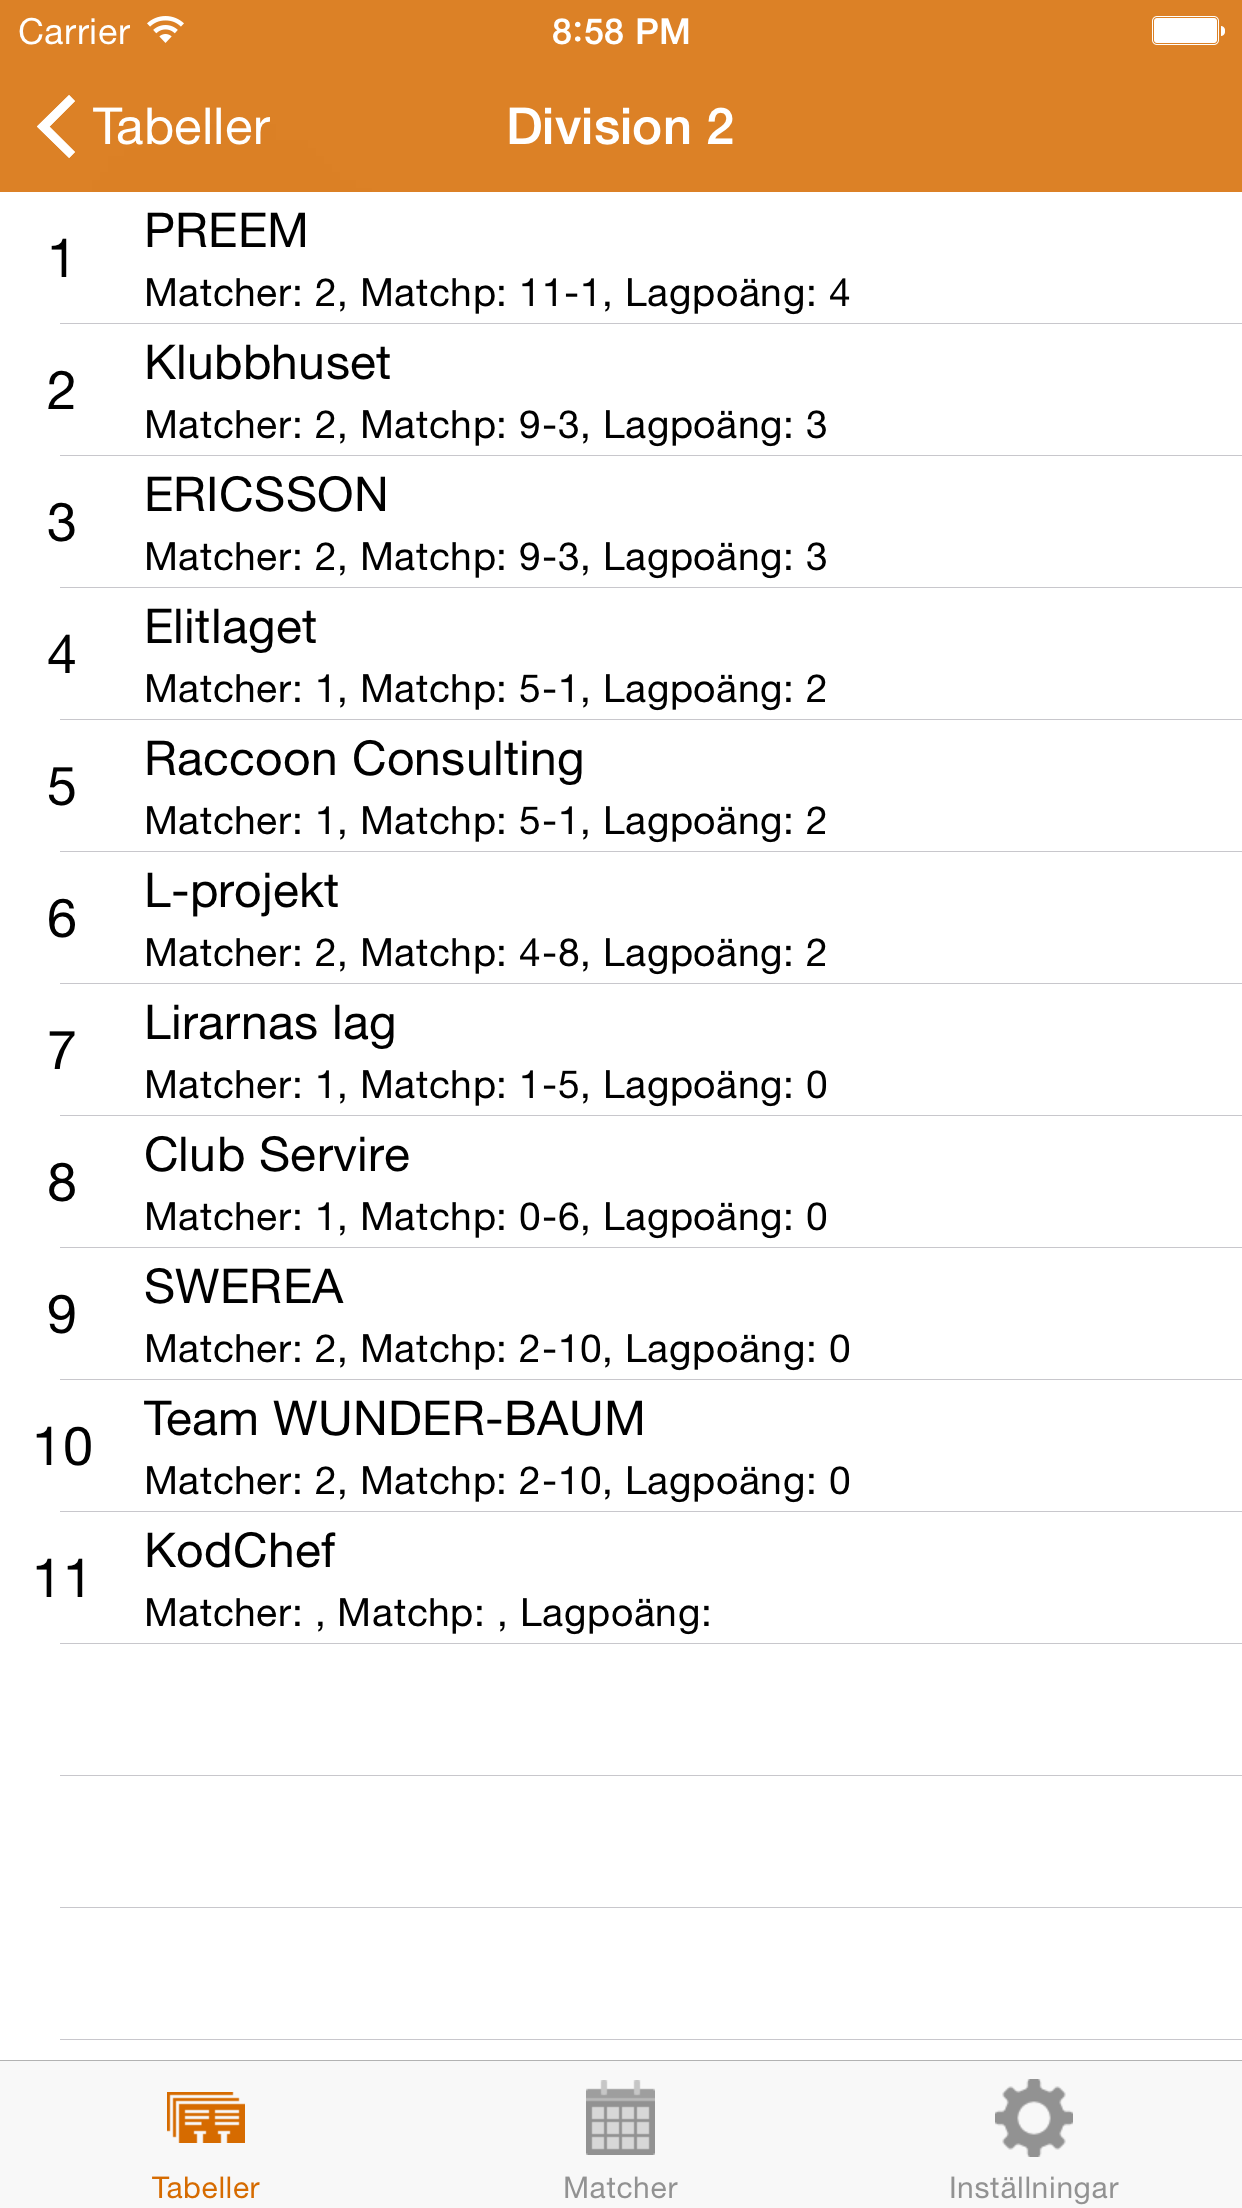 Carrier 8:58 PM
Tabeller Division 2
1 PREEM
Matcher: 2, Matchp: 11-1, Lagpoäng: 4
2 Klubbhuset
Matcher: 2, Matchp: 9-3, Lagpoäng: 3
3 ERICSSON
Matcher: 2, Matchp: 9-3, Lagpoäng: 3
4 Elitlaget
Matcher: 1, Matchp: 5-1, Lagpoäng: 2
5 Raccoon Consulting
Matcher: 1, Matchp: 5-1, Lagpoäng: 2
6 L-projekt
Matcher: 2, Matchp: 4-8, Lagpoäng: 2
7 Lirarnas lag
Matcher: 1, Matchp: 1-5, Lagpoäng: 0
8 Club Servire
Matcher: 1, Matchp: 0-6, Lagpoäng: 0
9 SWEREA
Matcher: 2, Matchp: 2-10, Lagpoäng: 0
10 Team WUNDER-BAUM
Matcher: 2, Matchp: 2-10, Lagpoäng: 0
11 KodChef
Matcher: , Matchp: , Lagpoäng:
Tabeller Matcher Inställningar